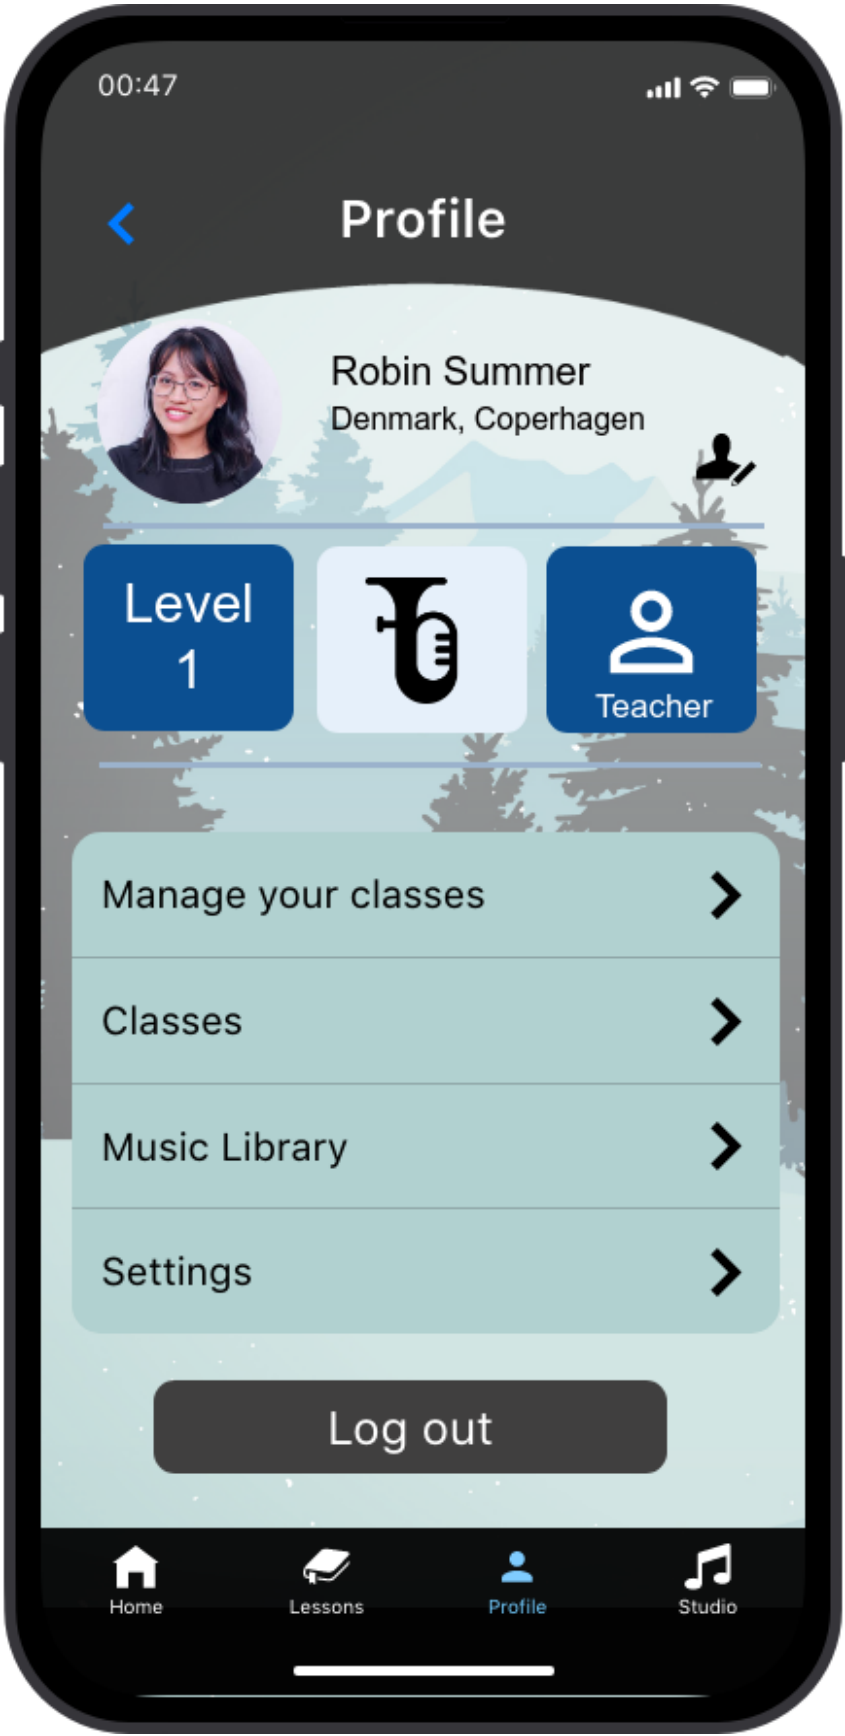 00:47
Profile
Robin Summer
Denmark, Coperhagen
Level
1
Teacher
Manage your classes
Classes
Music Library
Settings
Log out
Home
Lessons
Profile
Studio